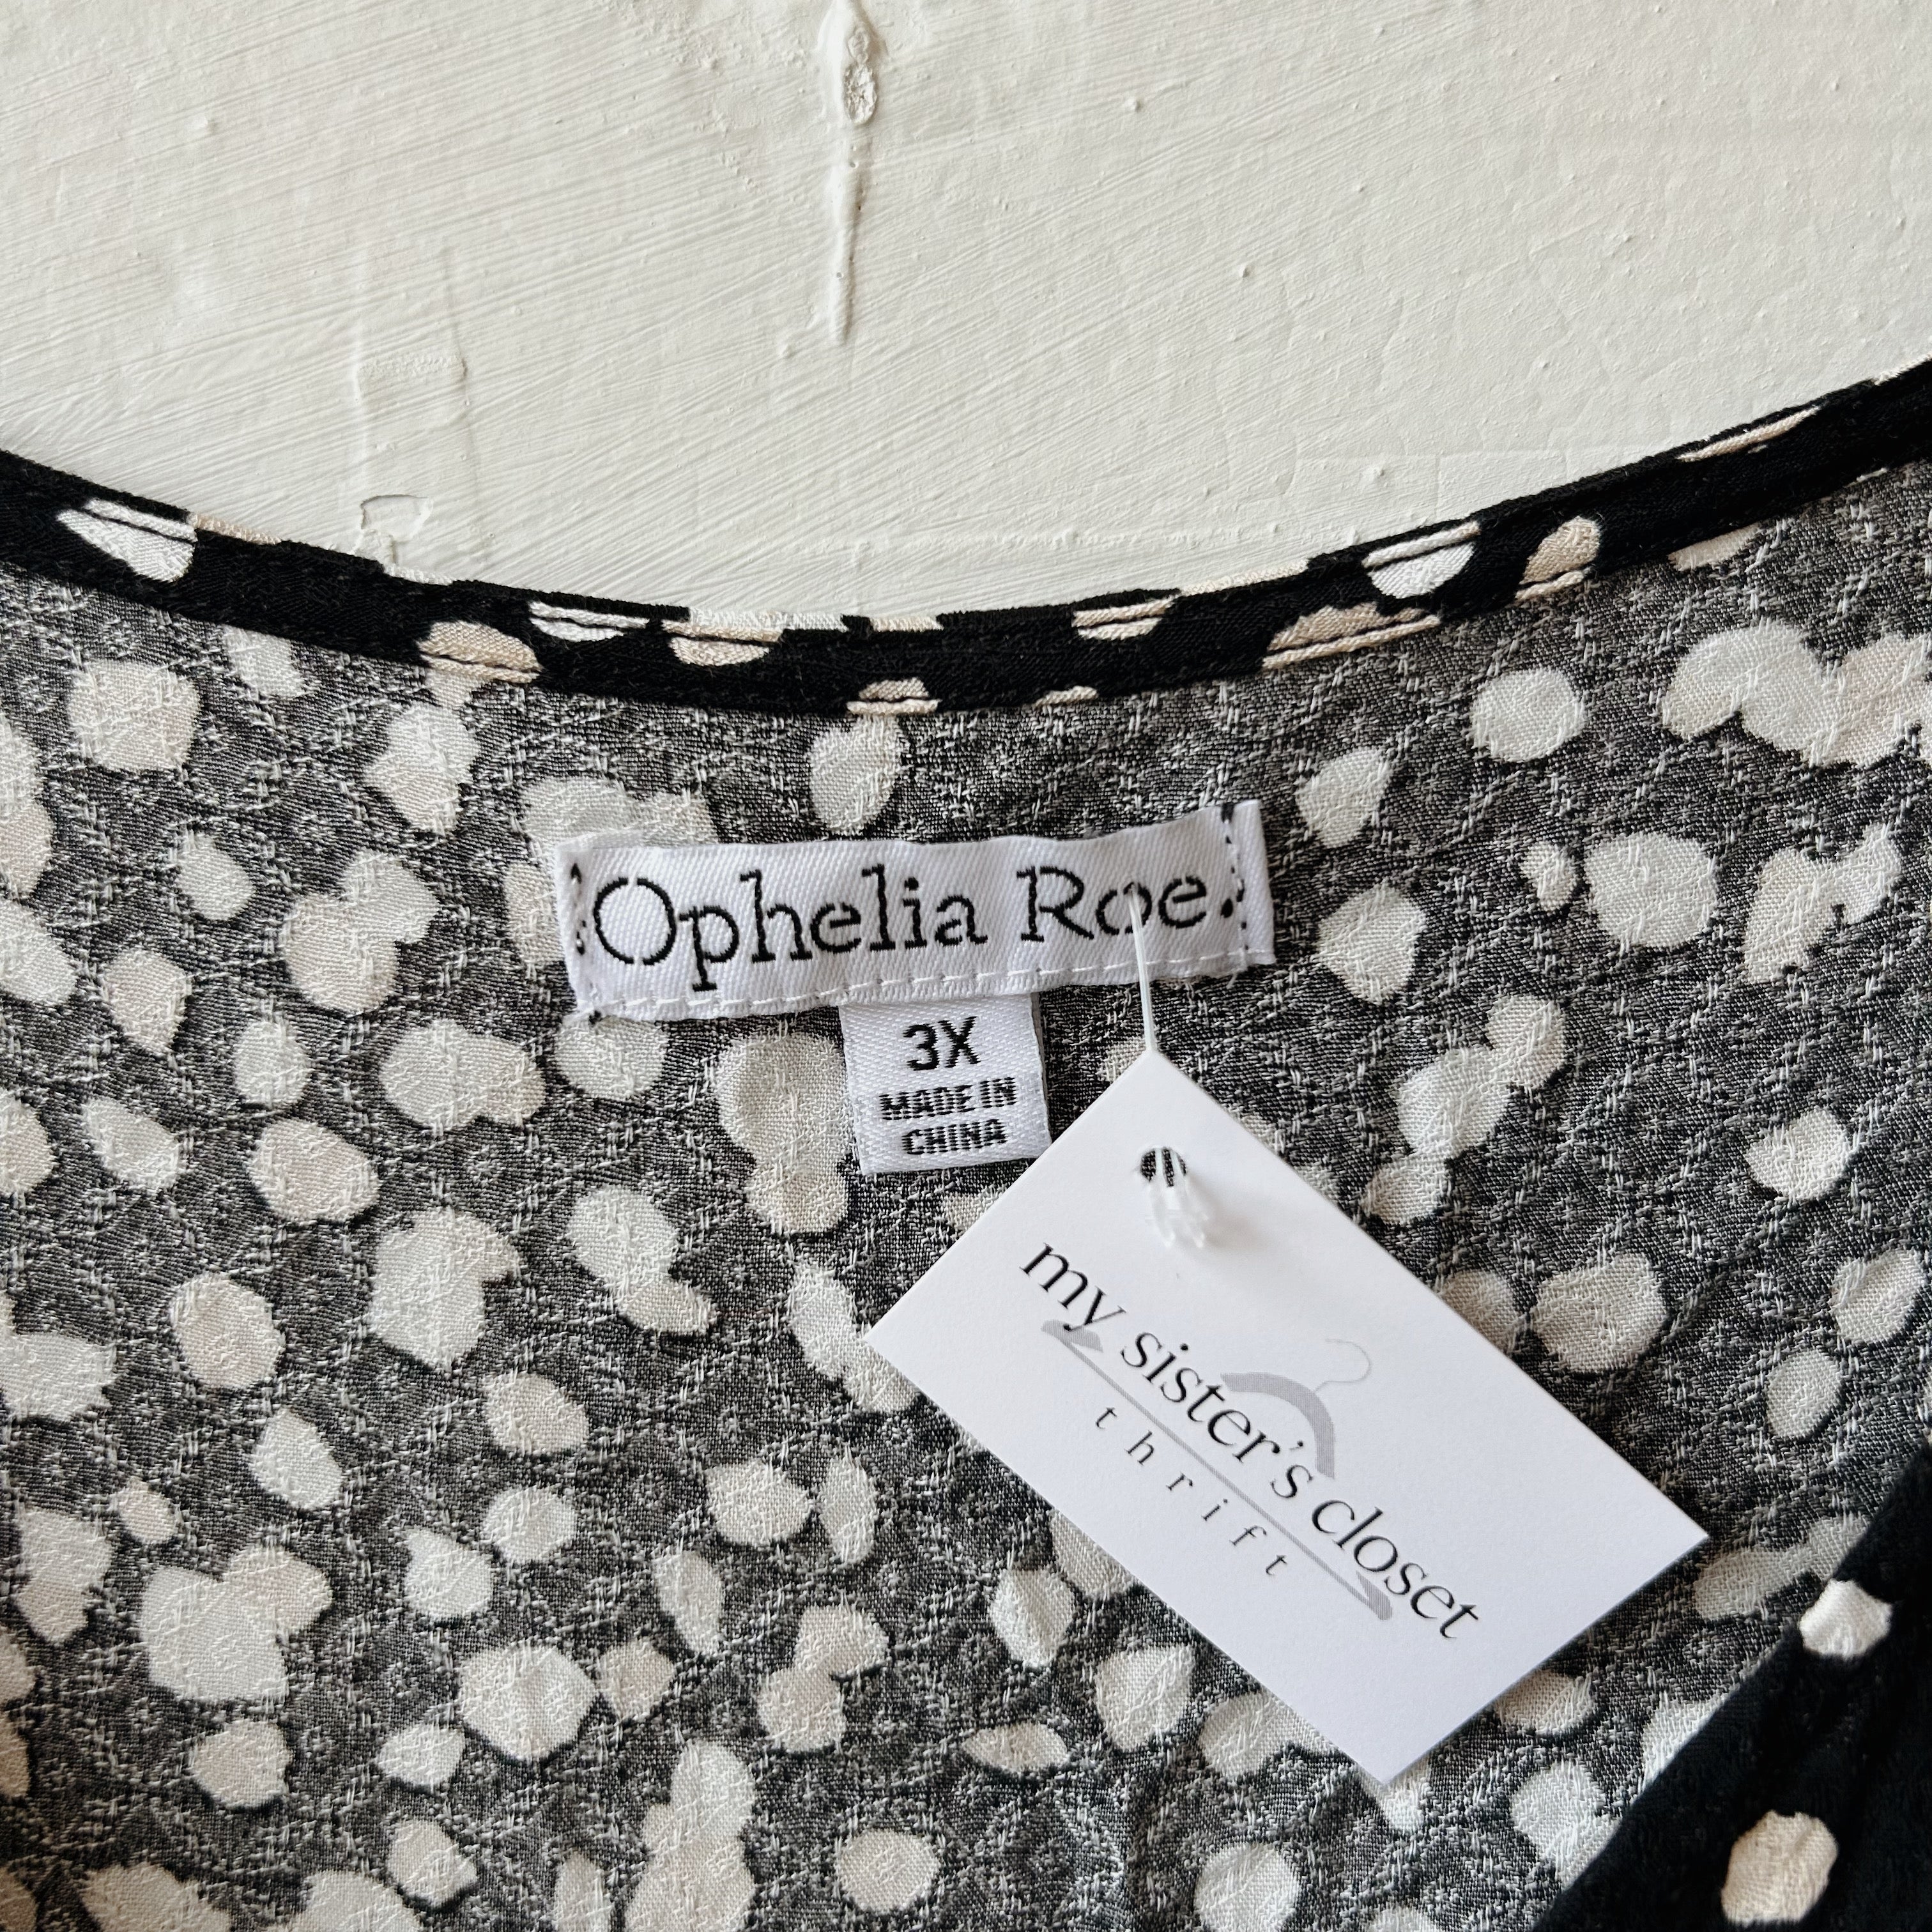 Ophelia Roe.
3X
MADE IN
CHINA
my sister's closet
thrift